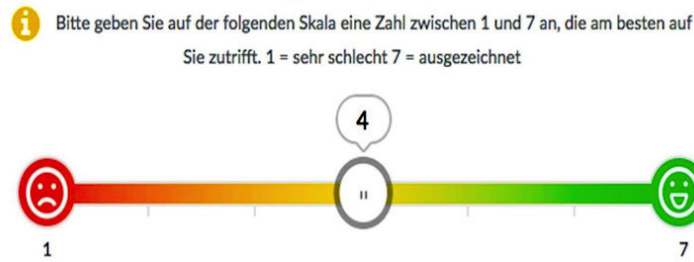 Bitte geben Sie auf der folgenden Skala eine Zahl zwischen 1 und 7 an, die am besten auf
Sie zutrifft. 1 = sehr schlecht 7 = ausgezeichnet
4
1
7